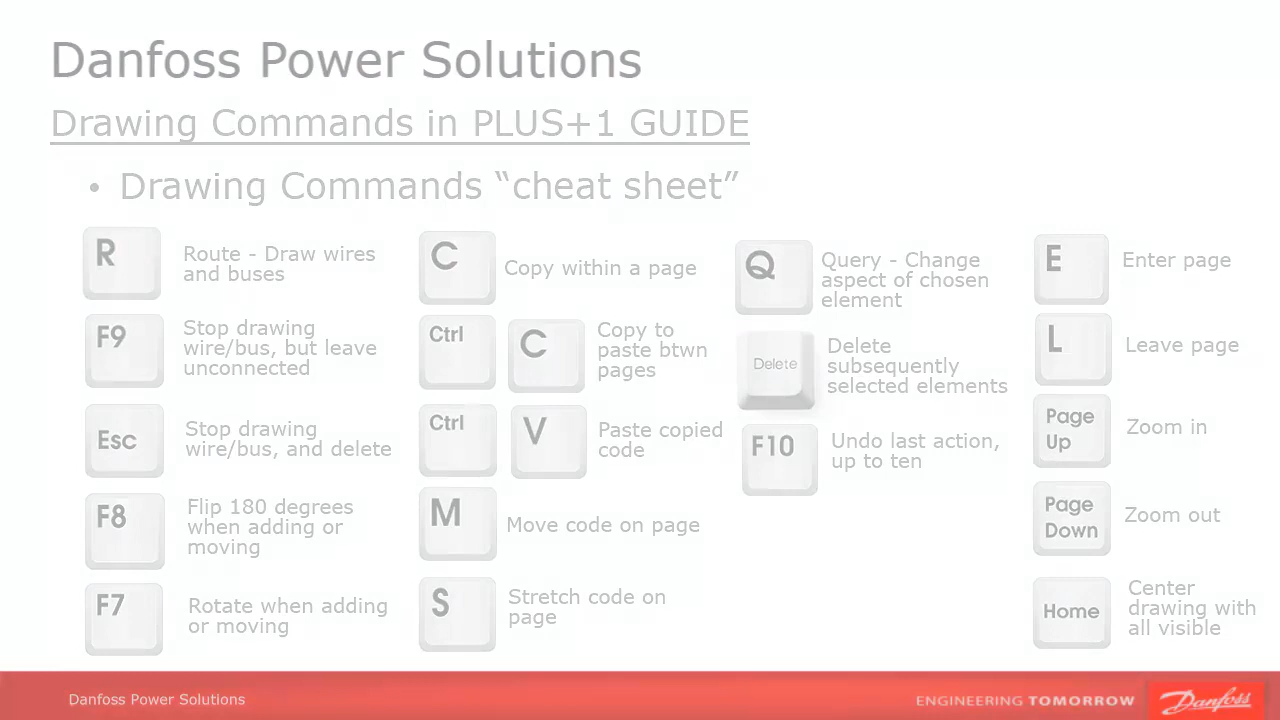 Danfoss Power Solutions
Drawing Commands in PLUS+1 GUIDE
• Drawing Commands “cheat sheet”
R
Route - Draw wires
and buses
F9
Stop drawing
wire/bus, but leave
unconnected
Esc
Stop drawing
wire/bus, and delete
F8
Flip 180 degrees
when adding or
moving
F7
Rotate when adding
or moving
C
Copy within a page
Ctrl
C
Copy to
paste btwn
pages
Ctrl
V
Paste copied
code
M
Move code on page
S
Stretch code on
page
Q
Query - Change
aspect of chosen
element
Delete
Delete
subsequently
selected elements
F10
Undo last action,
up to ten
E
Enter page
L
Leave page
Page
Up
Zoom in
Page
Down
Zoom out
Home
Center
drawing with
all visible
Danfoss Power Solutions
ENGINEERING TOMORROW
Danfoss